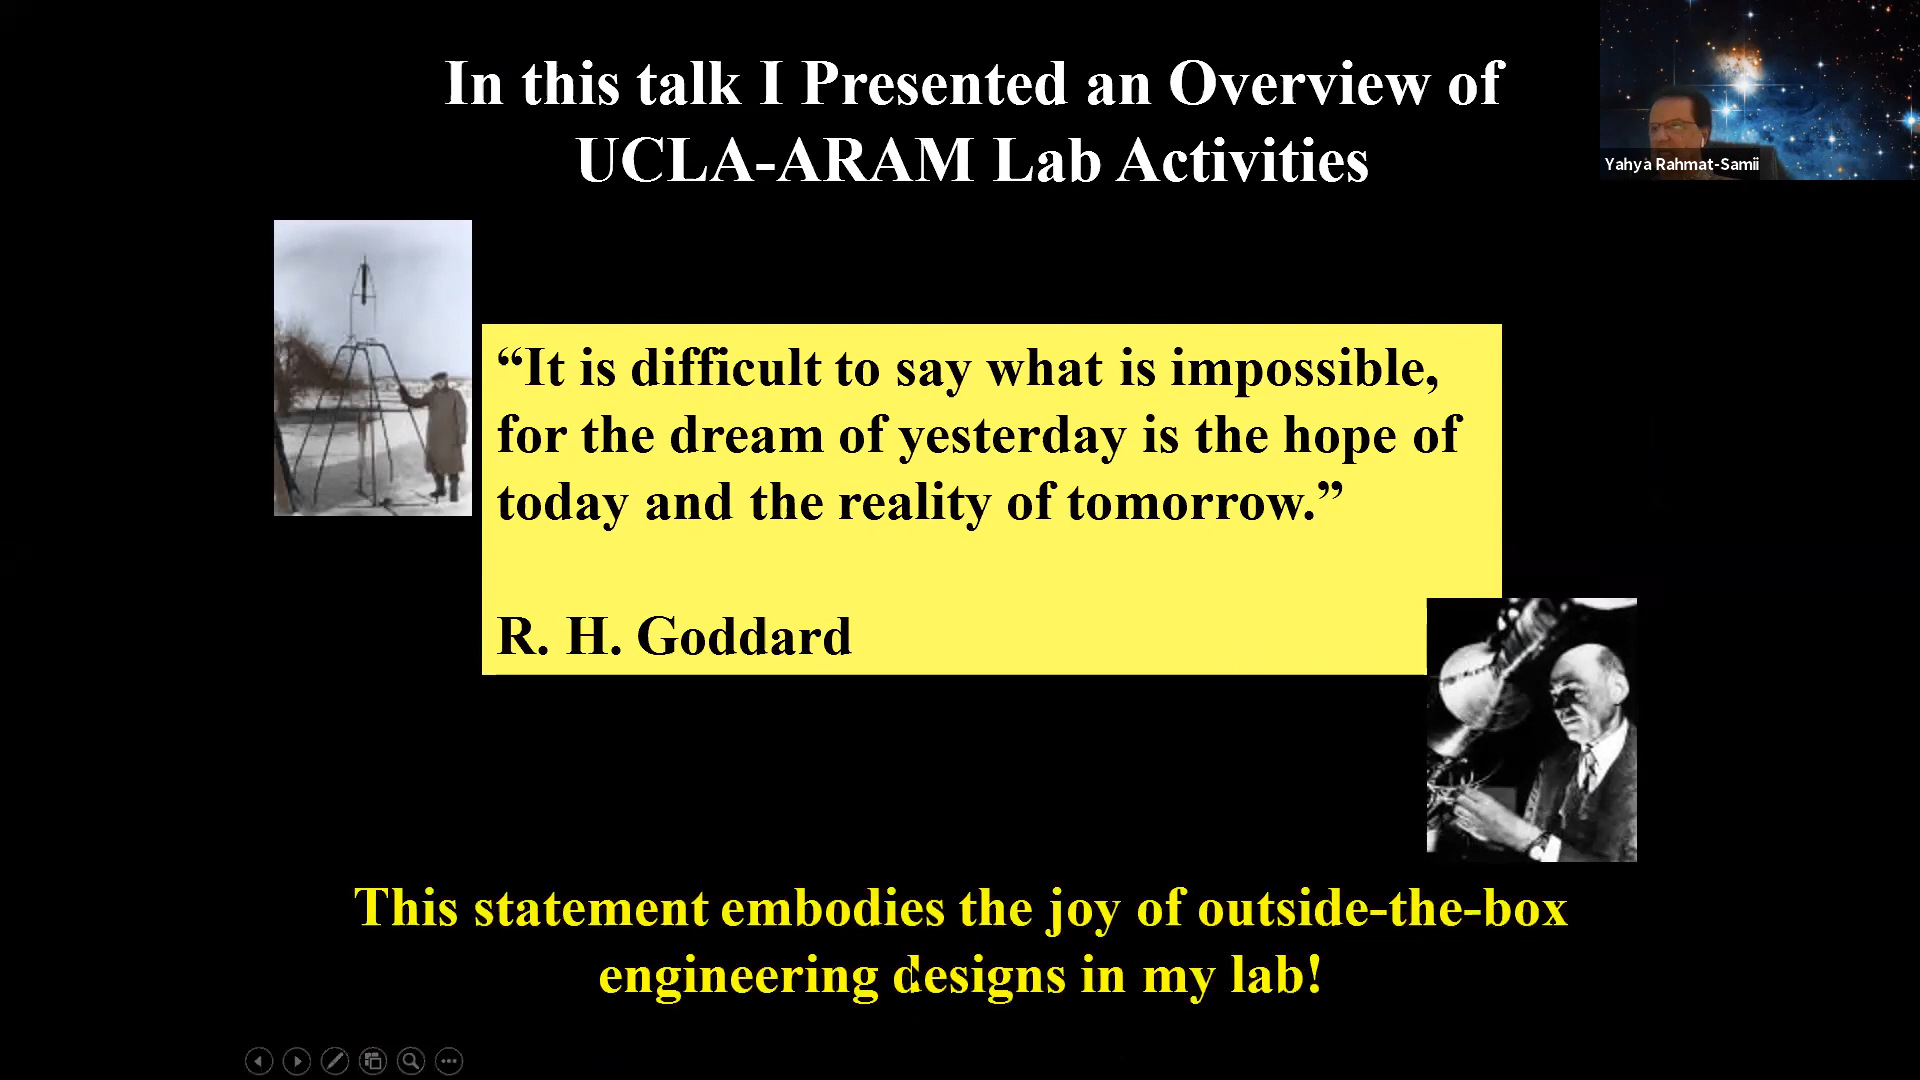 In this talk I Presented an Overview of
UCLA-ARAM Lab Activities
Yahya Rahmat-Samii
“It is difficult to say what is impossible,
for the dream of yesterday is the hope of
today and the reality of tomorrow.”
R. H. Goddard
This statement embodies the joy of outside-the-box
engineering designs in my lab!